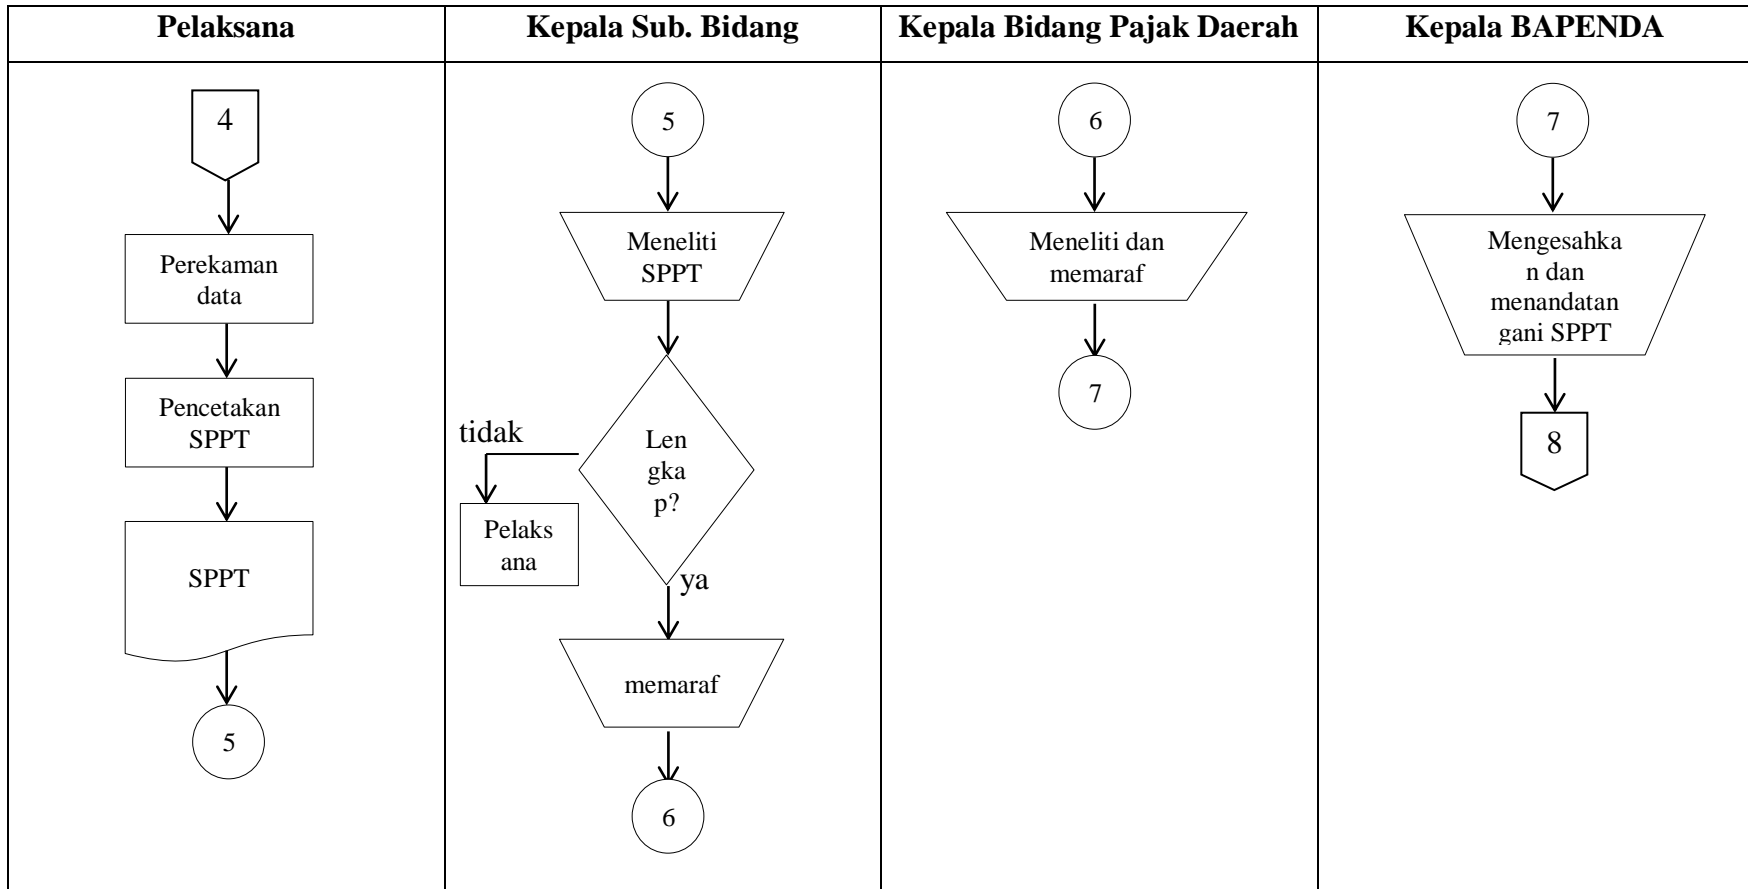 Pelaksana
Kepala Sub. Bidang
Kepala Bidang Pajak Daerah
Kepala BAPENDA
4
Perekaman
data
Pencetakan
SPPT
SPPT
5
5
Meneliti
SPPT
Len
gka
p?
tidak
Pelaks
ana
ya
memaraf
6
6
Meneliti dan
memaraf
7
7
Mengesahka
n dan
menandatan
gani SPPT
8